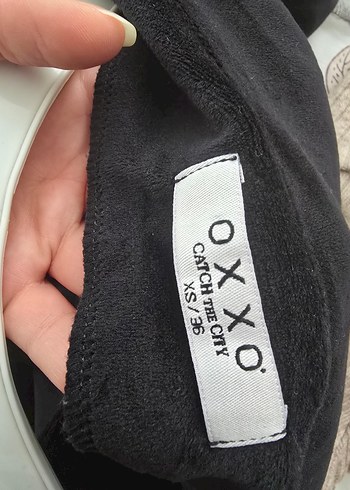 OXXO
CATCH THE CITY
XS/36